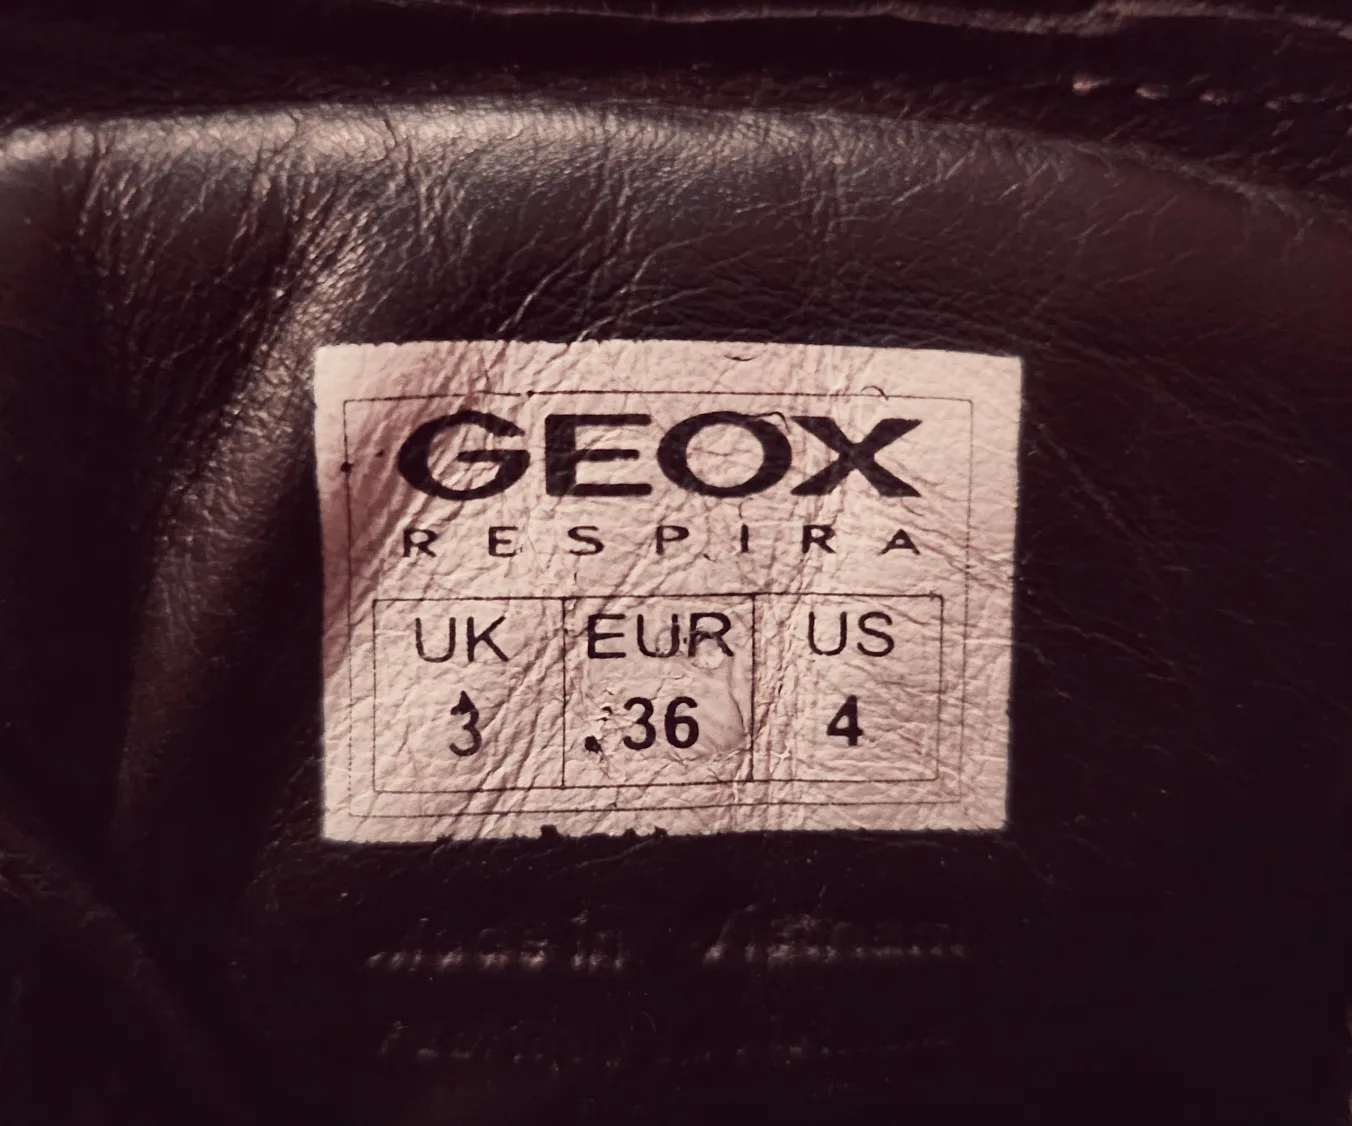 GEOX
RESPIRA
UK EUR US
3 36 4